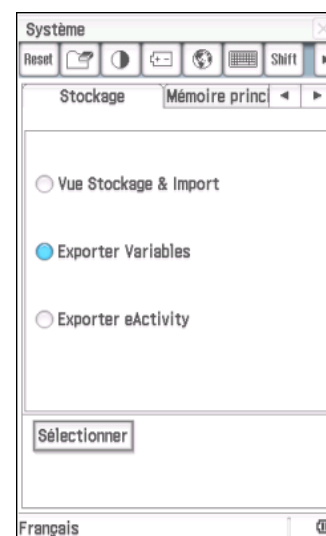 Système
Reset Shift
Stockage Mémoire princi
Vue Stockage & Import
Exporter Variables
Exporter eActivity
Sélectionner
Français